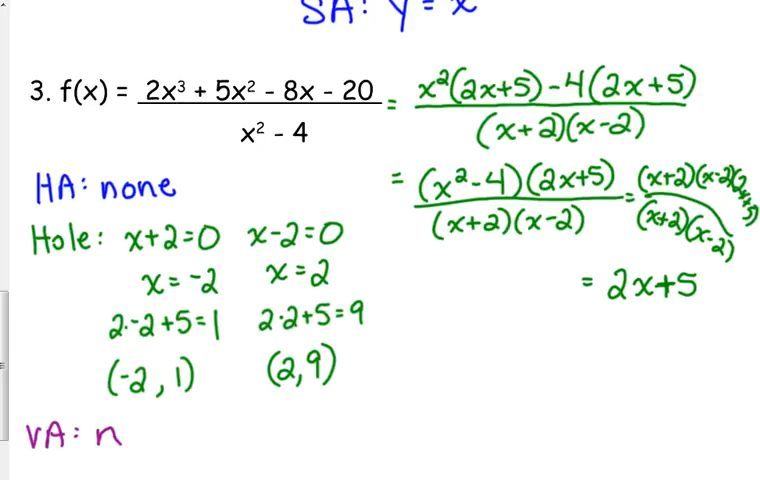 SA: y = x
3. f(x) = 2x³ + 5x² - 8x - 20 / x² - 4 = x²(2x+5) - 4(2x+5) / (x+2)(x-2)
= (x²-4)(2x+5) / (x+2)(x-2) = (x+2)(x-2)(2x+5) / (x+2)(x-2)
= 2x+5
HA: none
Hole: x+2=0 x-2=0
x=-2 x=2
2·-2+5=1 2·2+5=9
(-2, 1) (2,9)
VA: n